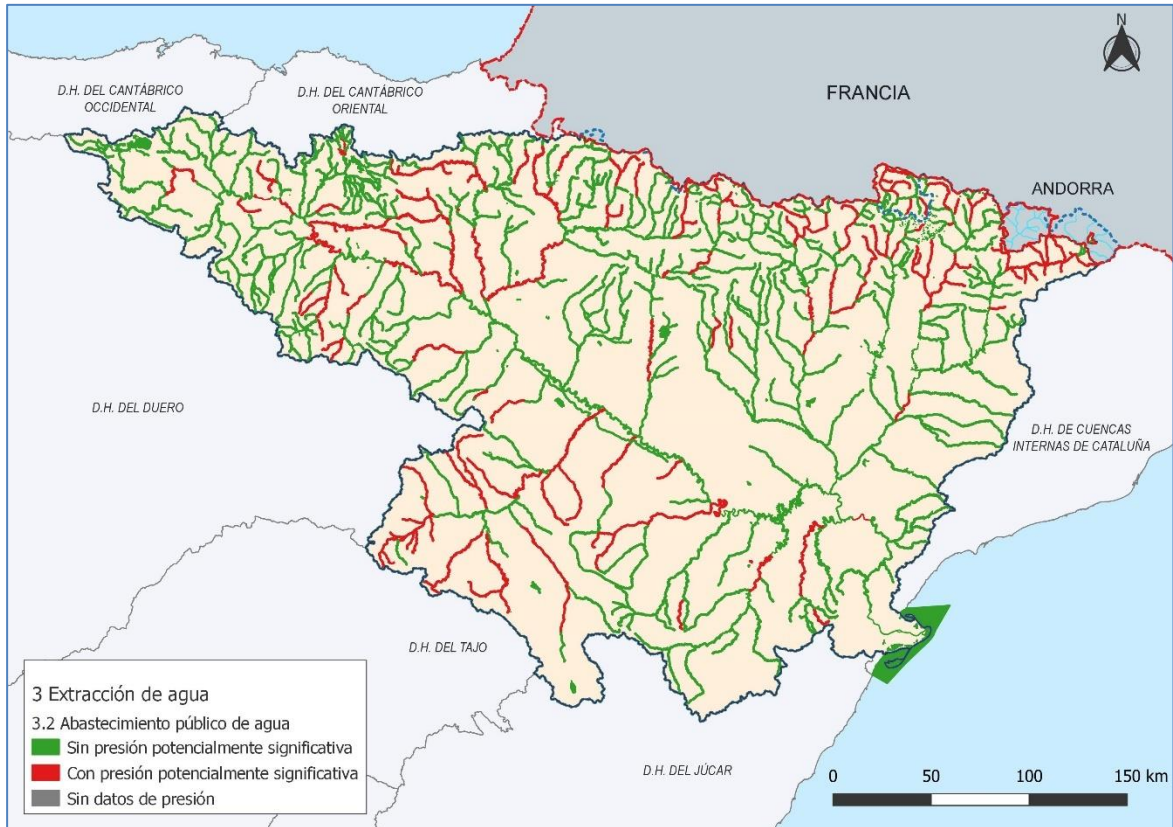 N
D.H. DEL CANTÁBRICO
OCCIDENTAL
D.H. DEL CANTÁBRICO
ORIENTAL
FRANCIA
ANDORRA
D.H. DEL DUERO
D.H. DE CUENCAS
INTERNAS DE CATALUÑA
D.H. DEL TAJO
D.H. DEL JÚCAR
3 Extracción de agua
3.2 Abastecimiento público de agua
Sin presión potencialmente significativa
Con presión potencialmente significativa
Sin datos de presión
0 50 100 150 km